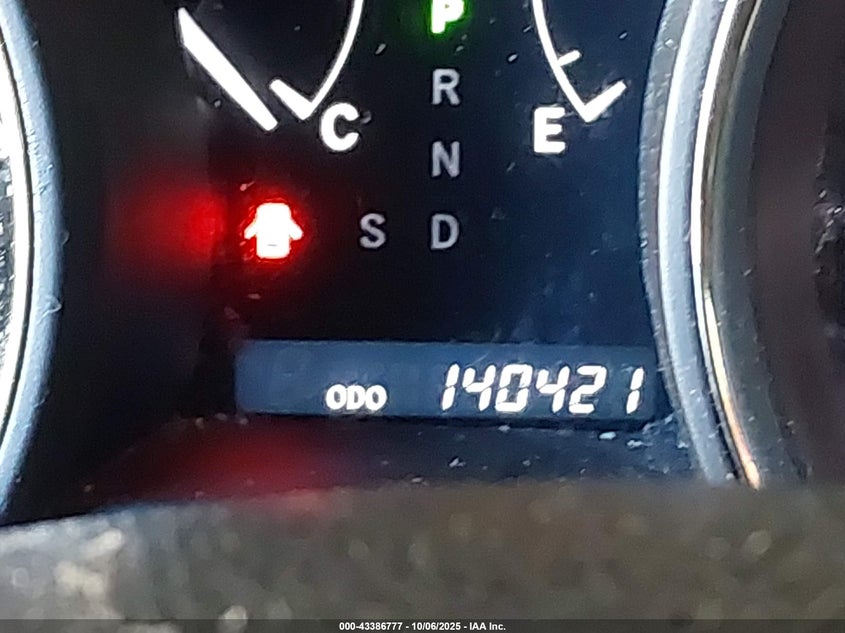 P
R
C E
N
S D
ODO 140421
000-43386777 - 10/06/2025 - IAA Inc.